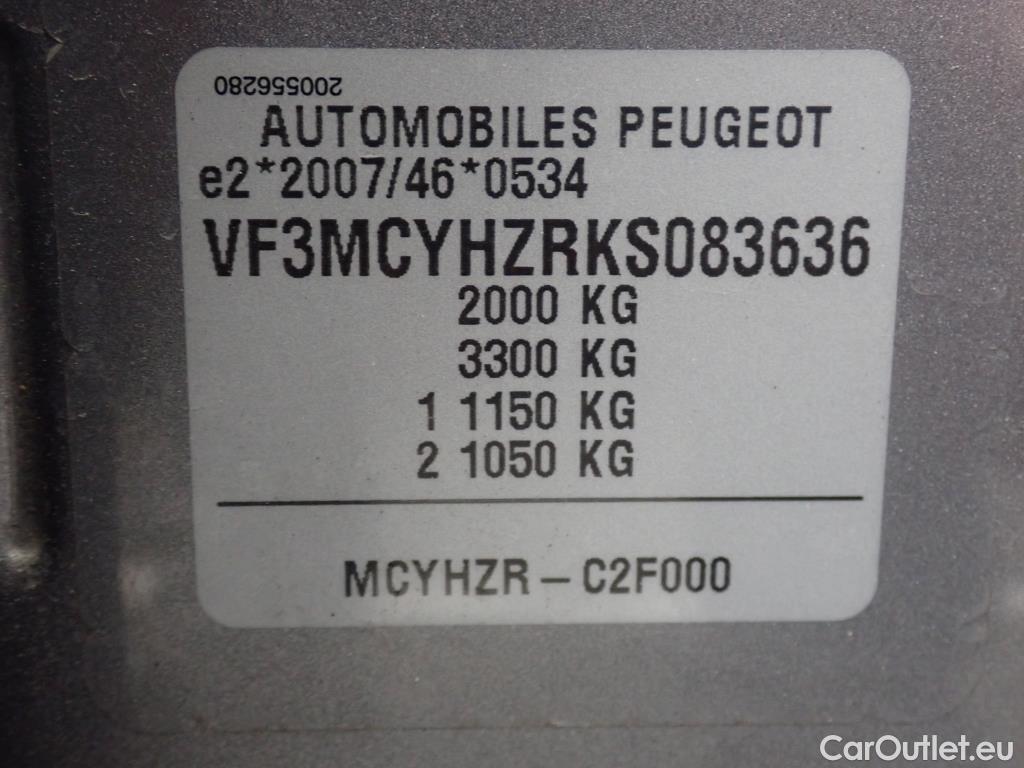 200556280
AUTOMOBILES PEUGEOT
e2*2007/46*0534
VF3MCYHZRKS083636
2000 KG
3300 KG
1 1150 KG
2 1050 KG
MCYHZR – C2F000
CarOutlet.eu